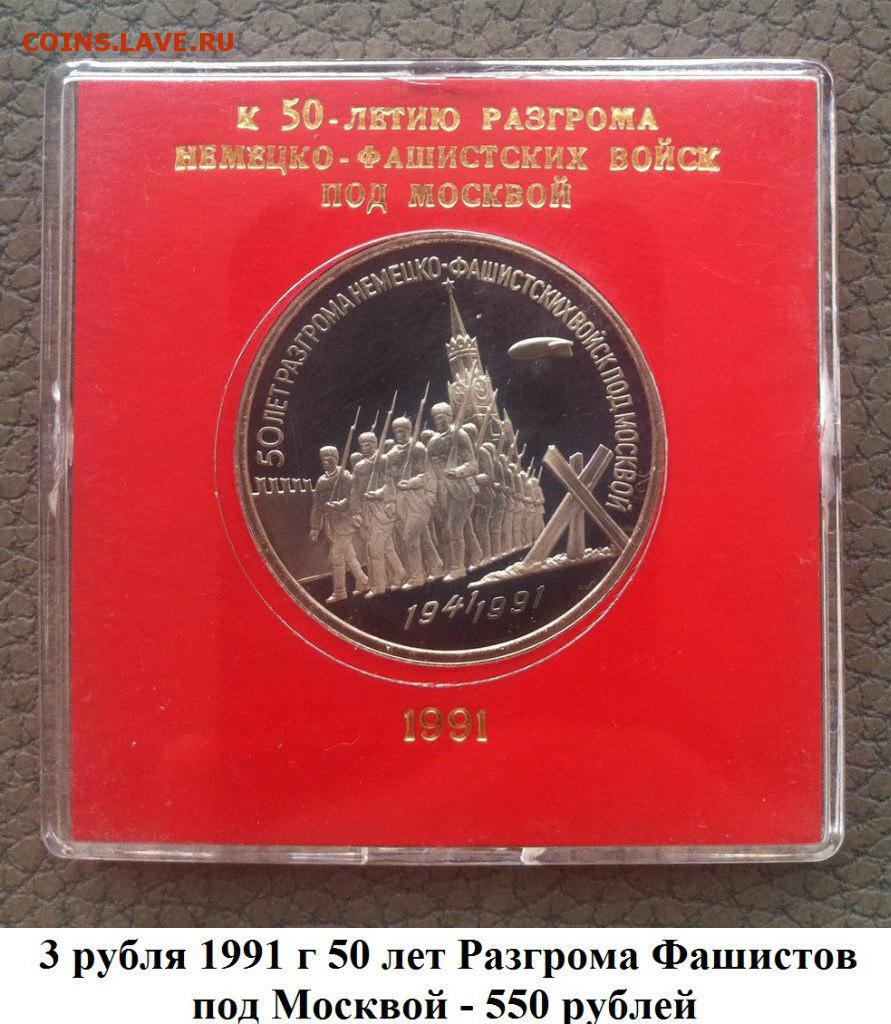 COINS.LAVE.RU
К 50-ЛЕТИЮ РАЗГРОМА
НЕМЕЦКО-ФАШИСТСКИХ ВОЙСК
ПОД МОСКВОЙ
50 ЛЕТ РАЗГРОМА НЕМЕЦКО-ФАШИСТСКИХ ВОЙСК ПОД МОСКВОЙ
1941/1991
1991
3 рубля 1991 г 50 лет Разгрома Фашистов
под Москвой - 550 рублей